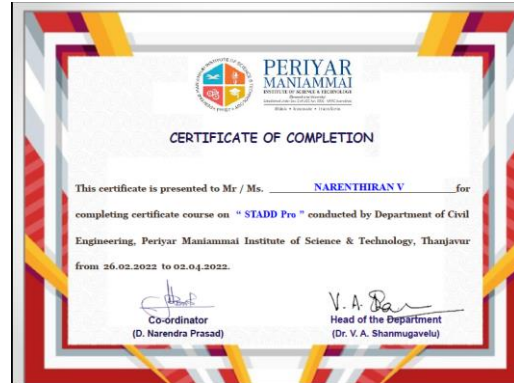 PERIYAR
MANIAMMAI
INSTITUTE OF SCIENCE & TECHNOLOGY
CERTIFICATE OF COMPLETION
This certificate is presented to Mr / Ms. NARENTHIRAN V for
completing certificate course on “ STADD Pro ” conducted by Department of Civil
Engineering, Periyar Maniammai Institute of Science & Technology, Thanjavur
from 26.02.2022 to 02.04.2022.
V. A.
Co-ordinator
Head of the Department
(D. Narendra Prasad)
(Dr. V. A. Shanmugavelu)